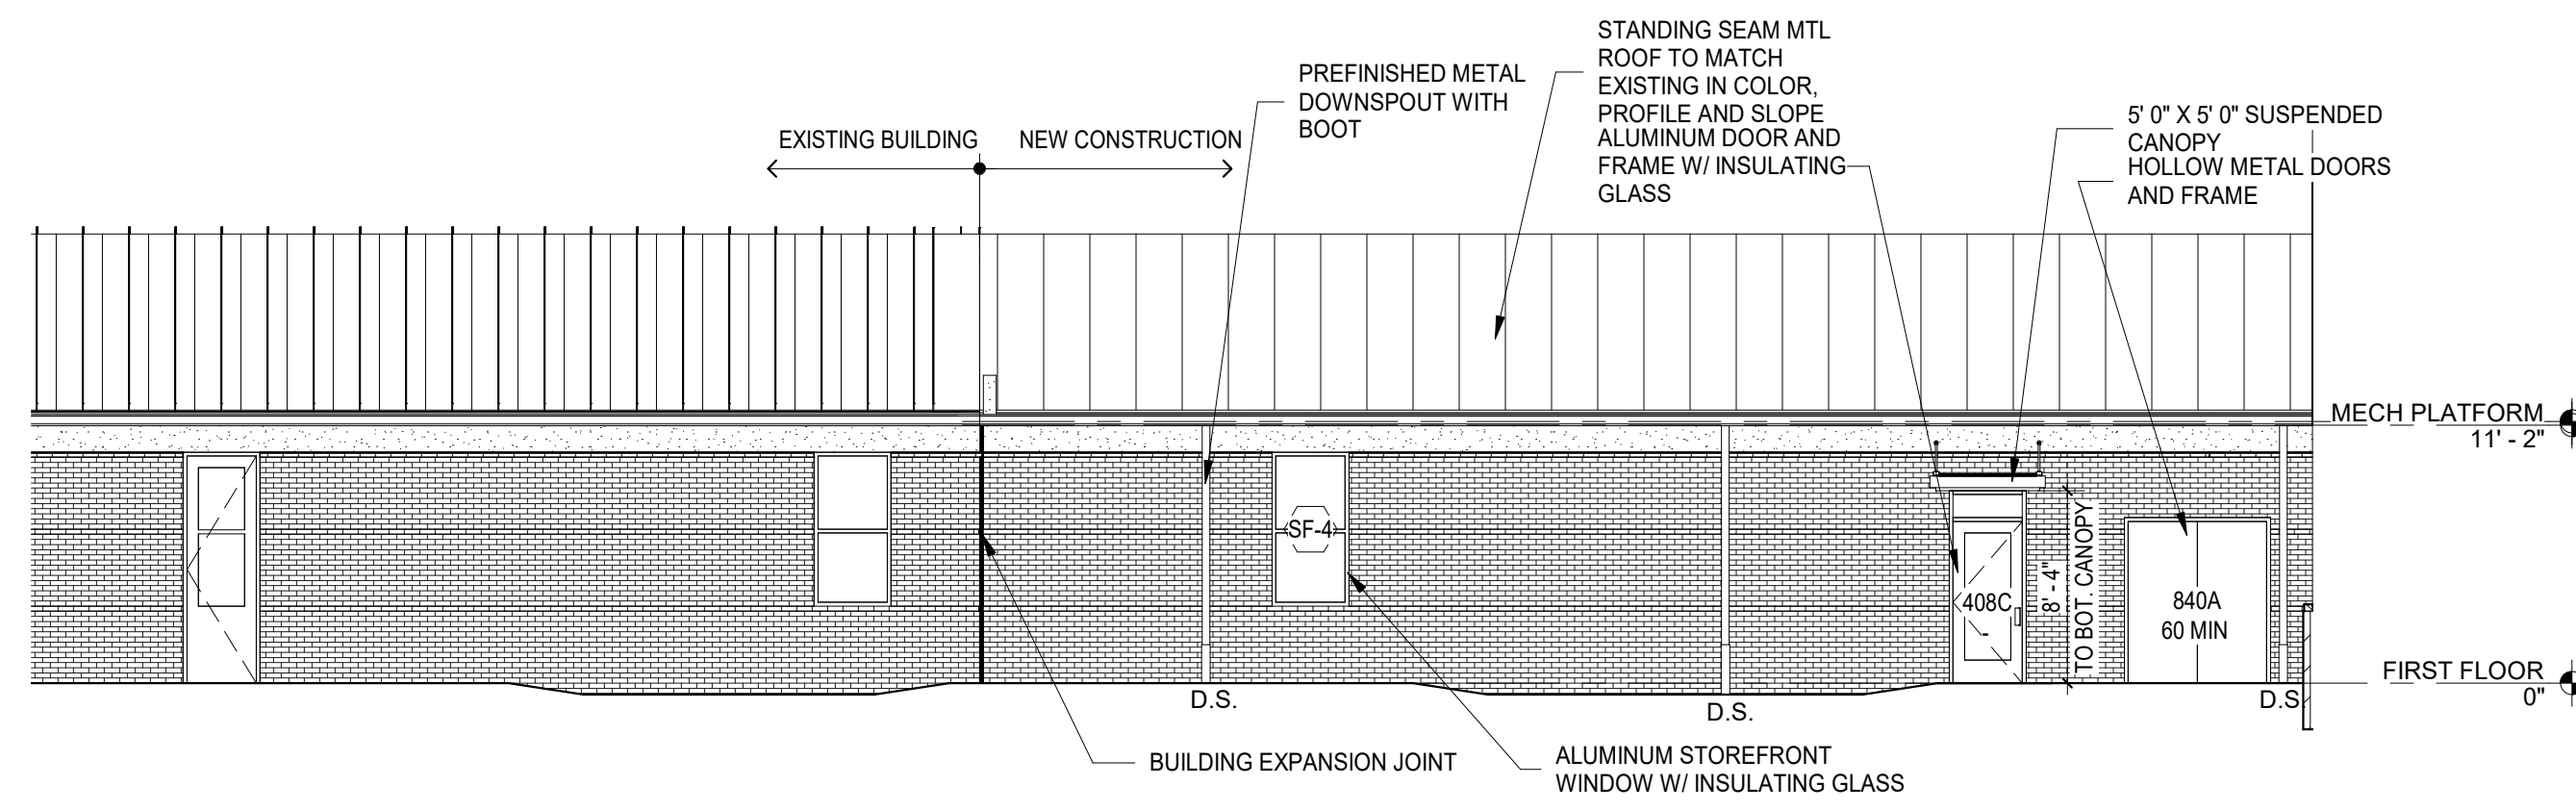 STANDING SEAM MTL
ROOF TO MATCH
EXISTING IN COLOR,
PROFILE AND SLOPE
PREFINISHED METAL
DOWNSPOUT WITH
BOOT
5' 0" X 5' 0" SUSPENDED
CANOPY
ALUMINUM DOOR AND
FRAME W/ INSULATING
GLASS
HOLLOW METAL DOORS
AND FRAME
EXISTING BUILDING
NEW CONSTRUCTION
MECH PLATFORM
11' - 2"
SF-4
408C
8' - 4"
TO BOT. CANOPY
840A
60 MIN
FIRST FLOOR
0"
D.S.
D.S.
D.S.
BUILDING EXPANSION JOINT
ALUMINUM STOREFRONT
WINDOW W/ INSULATING GLASS